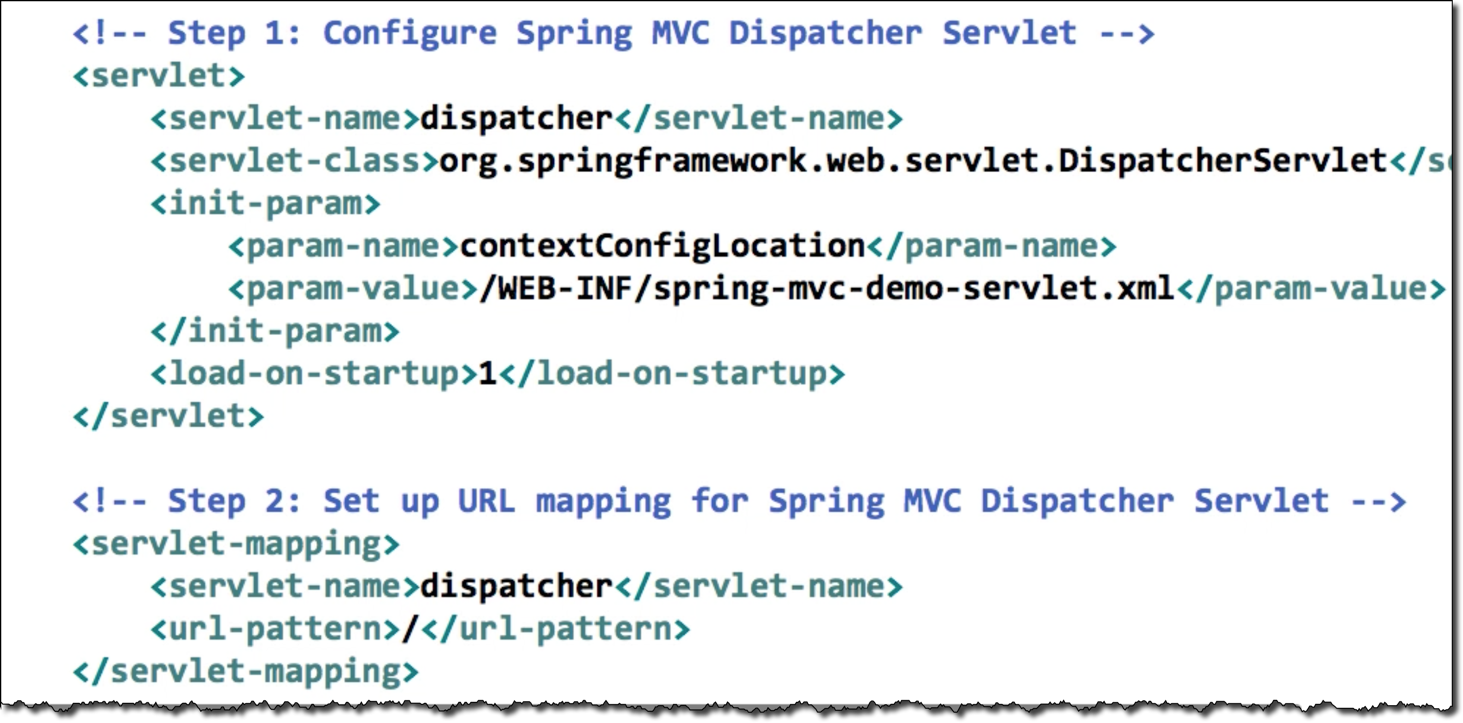 <!-- Step 1: Configure Spring MVC Dispatcher Servlet -->
<servlet>
<servlet-name>dispatcher</servlet-name>
<servlet-class>org.springframework.web.servlet.DispatcherServlet</se
<init-param>
<param-name>contextConfigLocation</param-name>
<param-value>/WEB-INF/spring-mvc-demo-servlet.xml</param-value>
</init-param>
<load-on-startup>1</load-on-startup>
</servlet>
<!-- Step 2: Set up URL mapping for Spring MVC Dispatcher Servlet -->
<servlet-mapping>
<servlet-name>dispatcher</servlet-name>
<url-pattern>/</url-pattern>
</servlet-mapping>